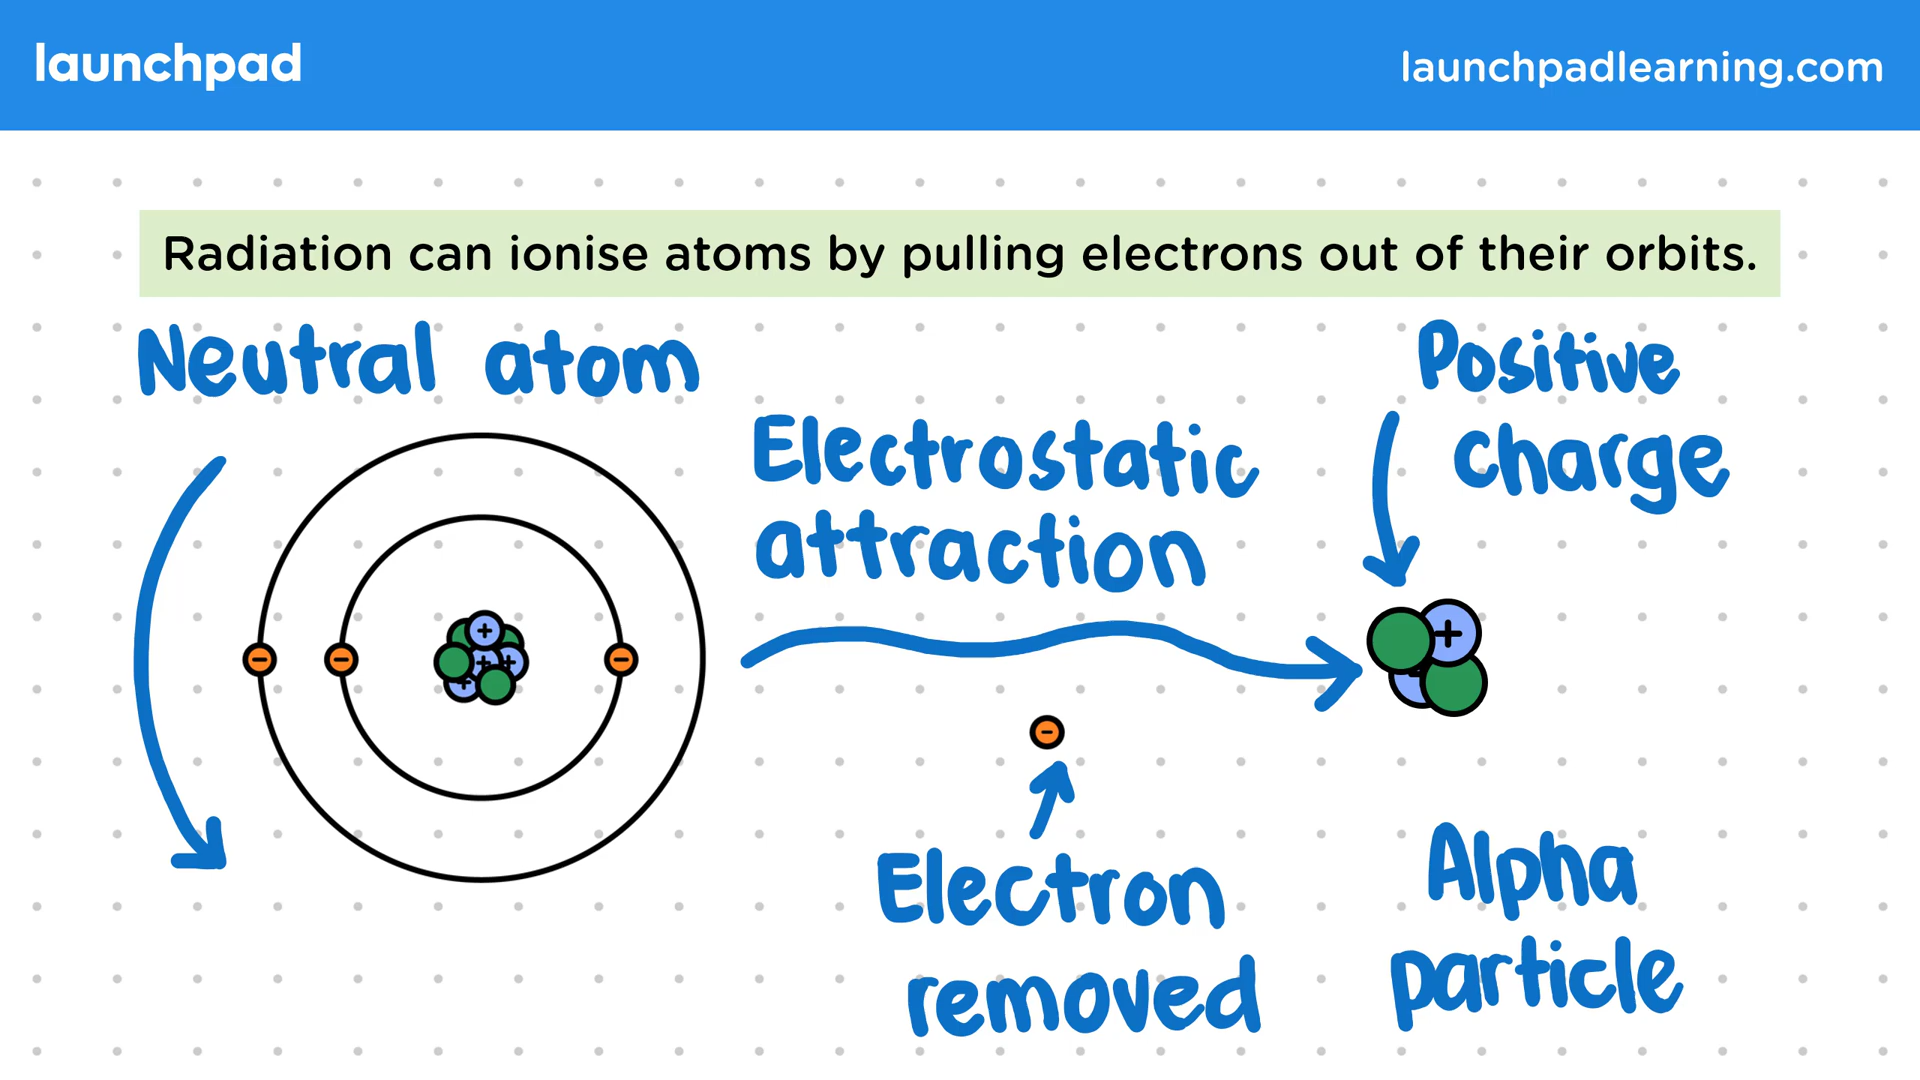 launchpad
launchpadlearning.com
Radiation can ionise atoms by pulling electrons out of their orbits.
Neutral atom
Electrostatic
attraction
Positive
charge
Electron
removed
Alpha
particle